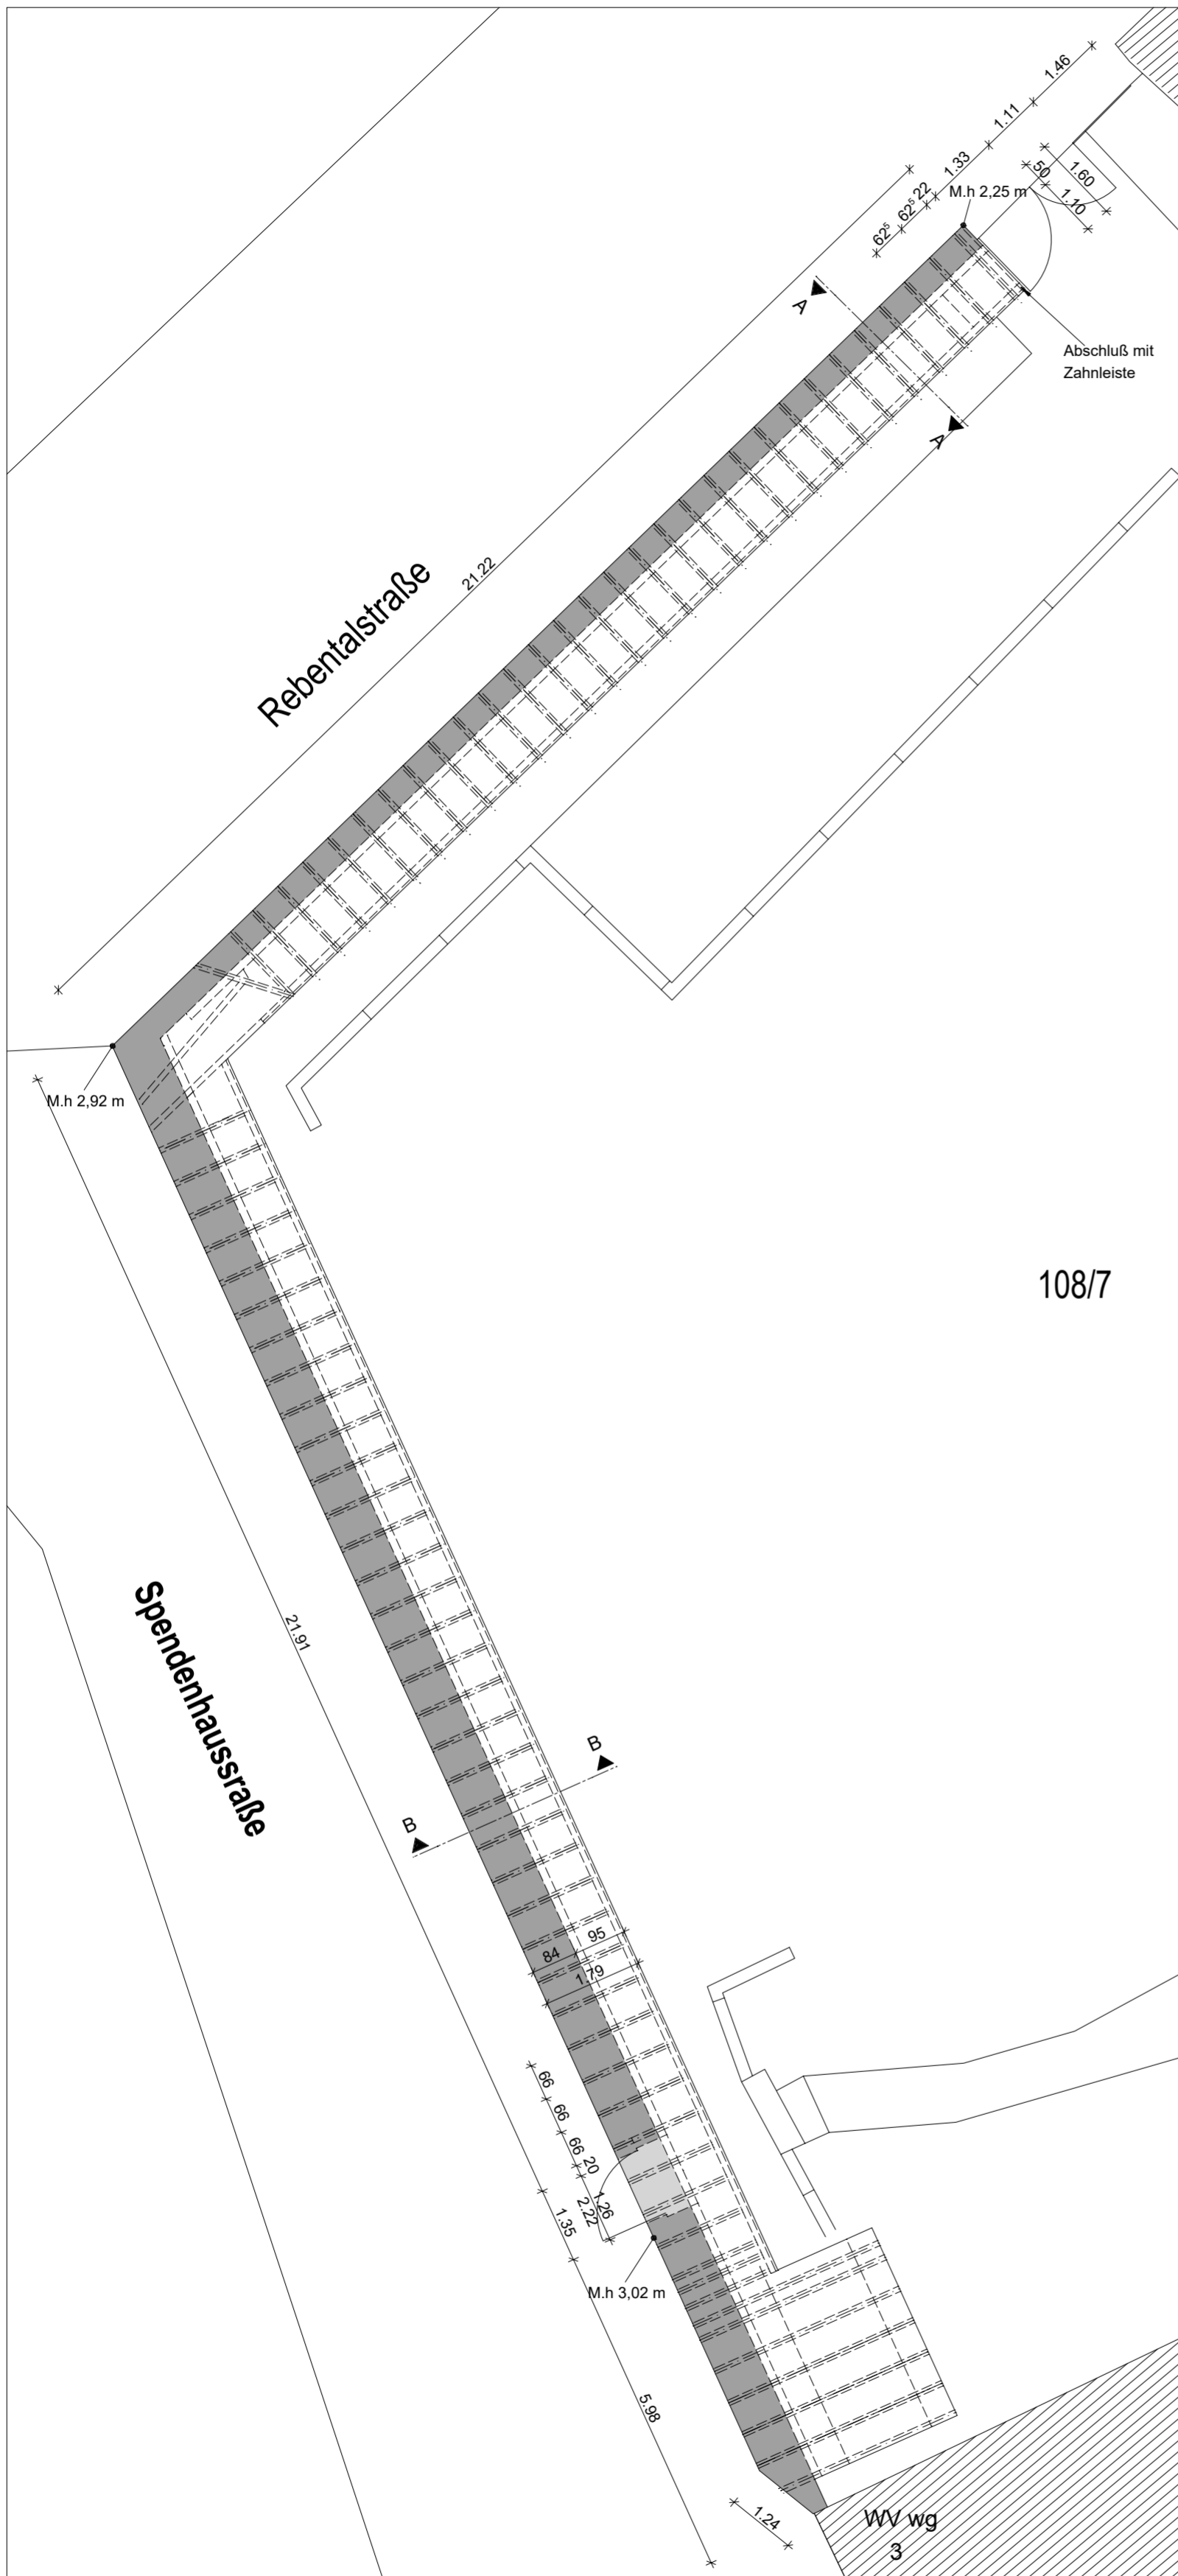 1.46
1.11
1.33
22
62⁵
62⁵
M.h 2,25 m
50
1.60
1.10
A
A
Abschluß mit
Zahnleiste
21.22
Rebentalstraße
M.h 2,92 m
108/7
Spendenhaussraße
21.91
B
B
95
84
1.79
66
66
66
20
1.26
2.22
1.35
M.h 3,02 m
5.98
1.24
WV wg
3